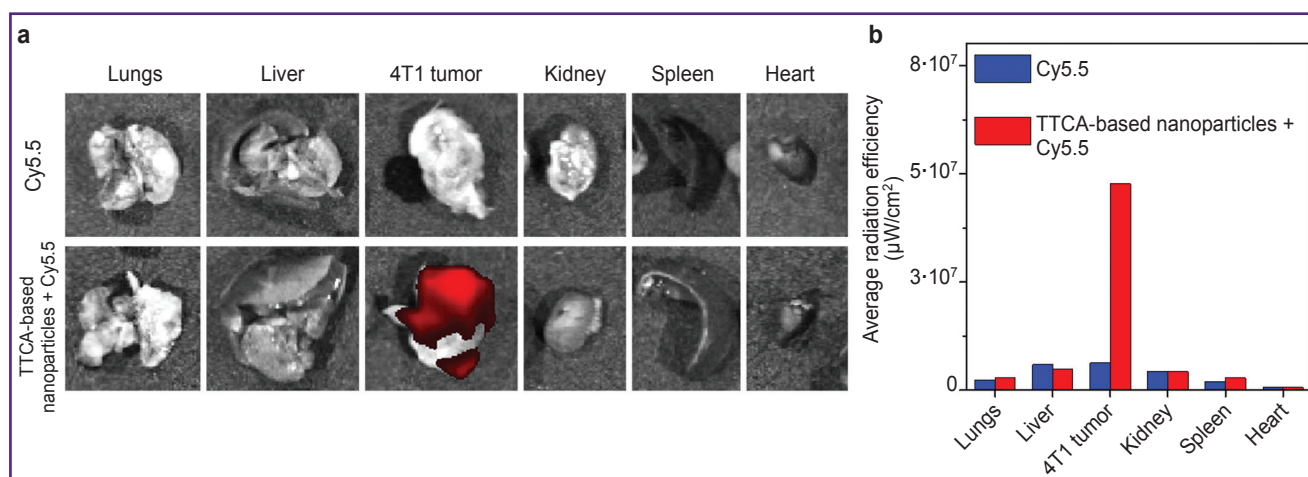 a
Lungs Liver 4T1 tumor Kidney Spleen Heart
Cy5.5
TTCA-based
nanoparticles + Cy5.5
b
Average radiation efficiency
(μW/cm²)
8·10⁷
5·10⁷
3·10⁷
0
Cy5.5
TTCA-based nanoparticles +
Cy5.5
Lungs
Liver
4T1 tumor
Kidney
Spleen
Heart